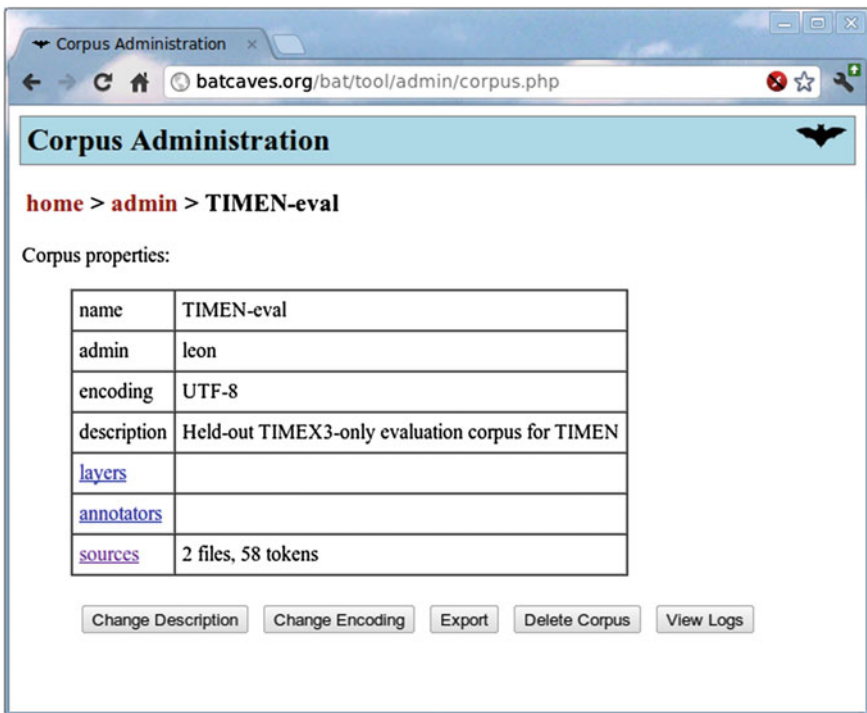 Corpus Administration
batcaves.org/bat/tool/admin/corpus.php
Corpus Administration
home > admin > TIMEN-eval
Corpus properties:
name TIMEN-eval
admin leon
encoding UTF-8
description Held-out TIMEX3-only evaluation corpus for TIMEN
layers
annotators
sources 2 files, 58 tokens
Change Description Change Encoding Export Delete Corpus View Logs